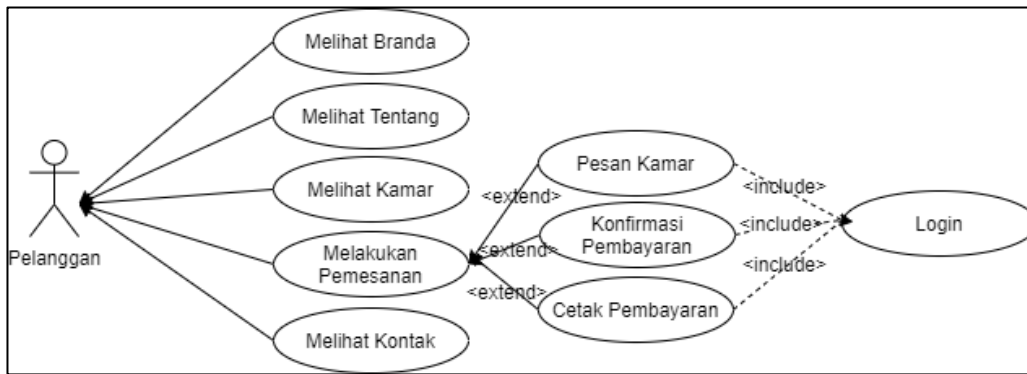 Melihat Branda
Melihat Tentang
Melihat Kamar
Melakukan
Pemesanan
Melihat Kontak
Pelanggan
<extend>
<extend>
<extend>
Pesan Kamar
Konfirmasi
Pembayaran
Cetak Pembayaran
<include>
<include>
<include>
Login